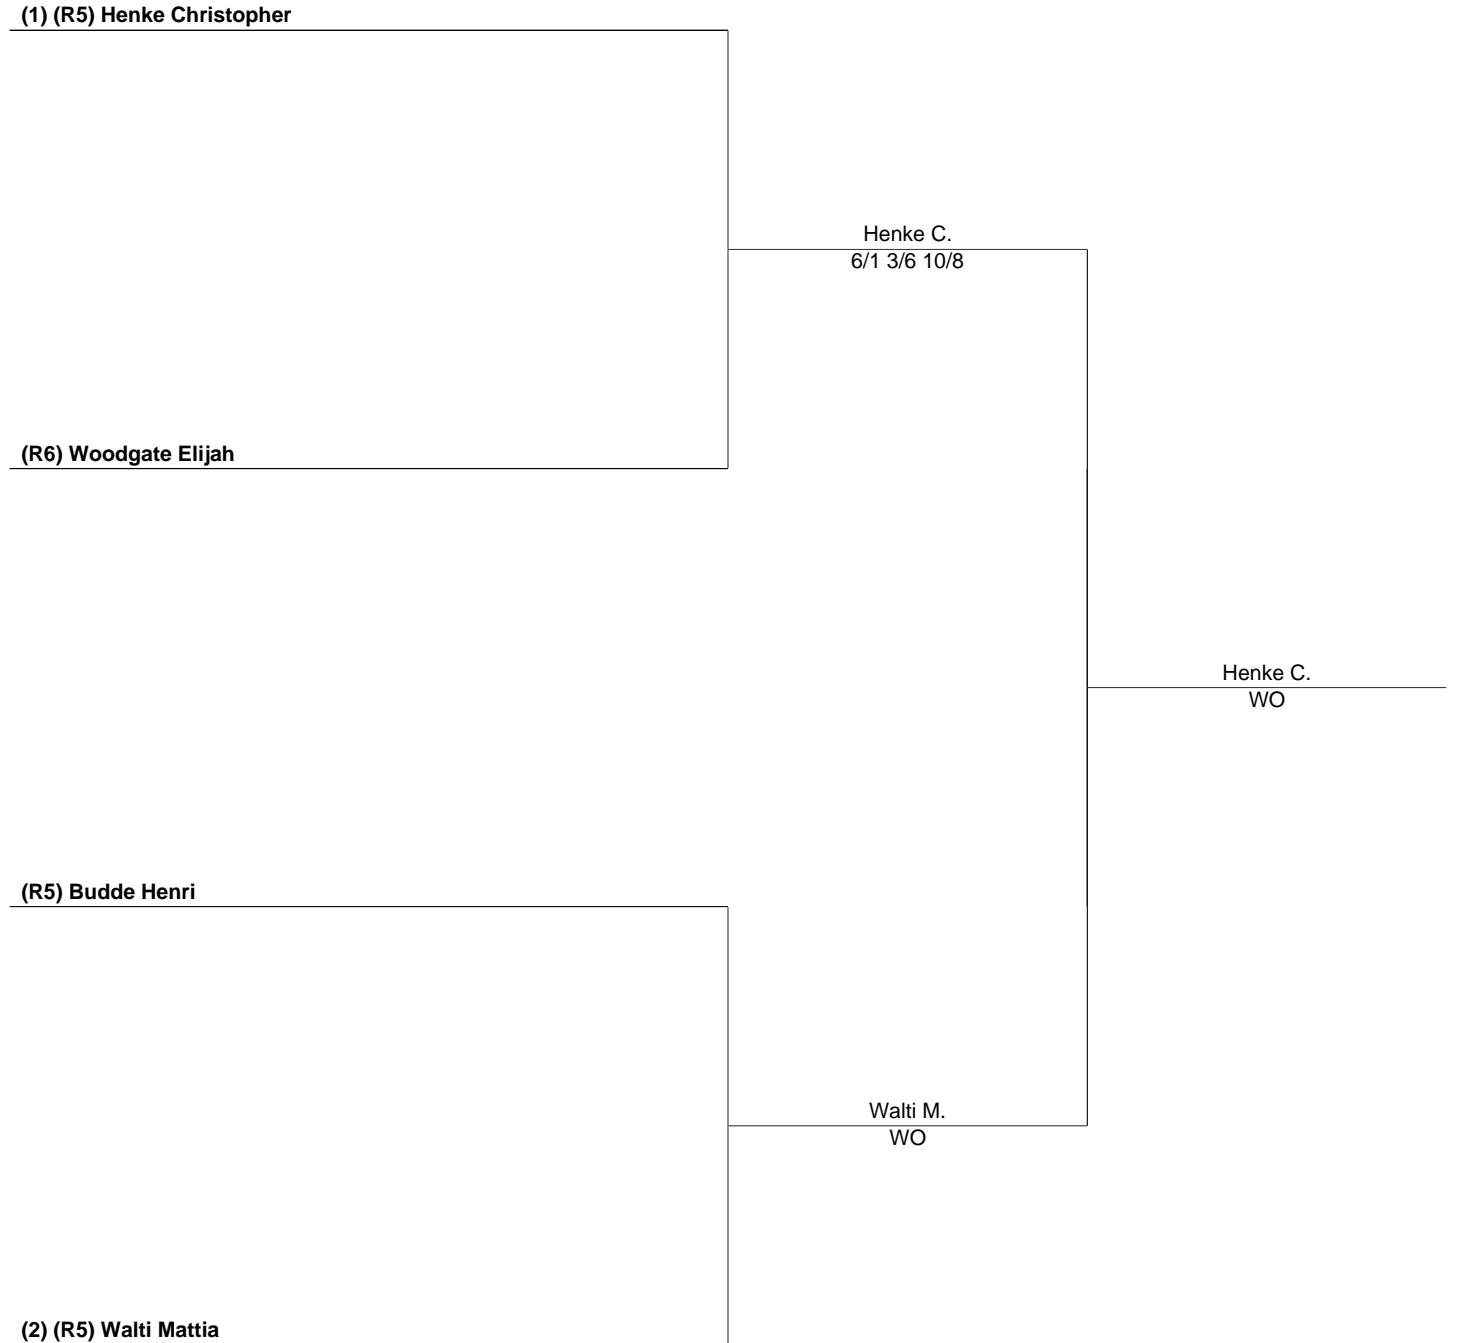 (1) (R5) Henke Christopher
Henke C.
6/1 3/6 10/8
(R6) Woodgate Elijah
Henke C.
WO
(R5) Budde Henri
Walti M.
WO
(2) (R5) Walti Mattia